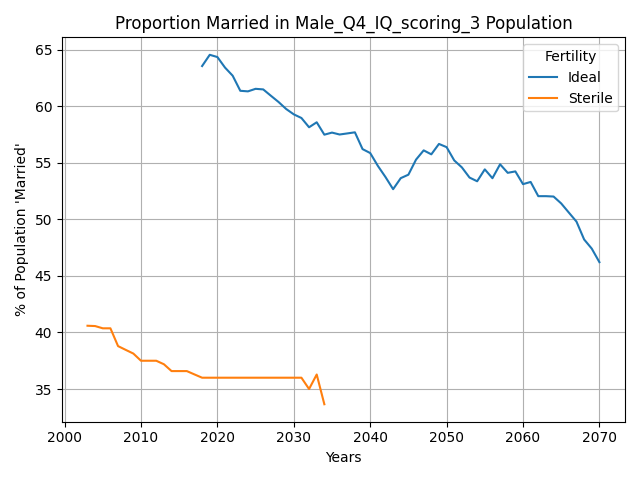 Proportion Married in Male_Q4_IQ_scoring_3 Population
% of Population 'Married'
65
60
55
50
45
40
35
Fertility
Ideal
Sterile
2000 2010 2020 2030 2040 2050 2060 2070
Years